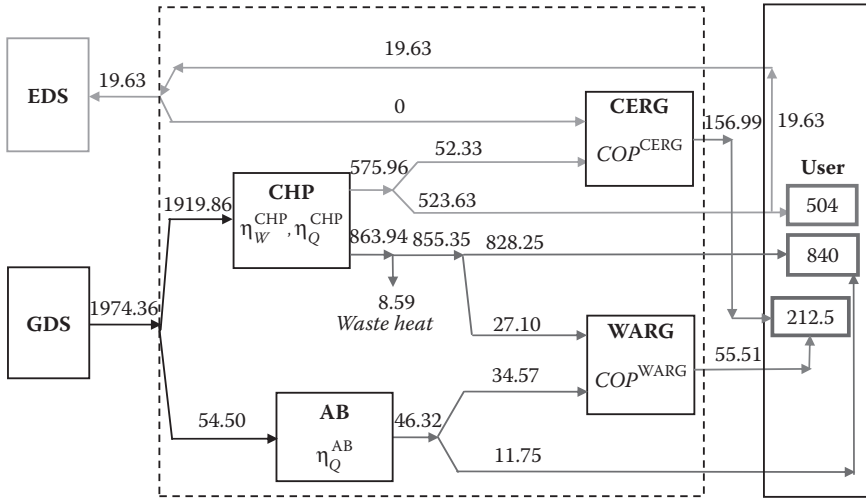 19.63
19.63
EDS
0
CERG
COP^CERG
156.99
19.63
52.33
575.96
523.63
User
504
1919.86
CHP
η_W^CHP, η_Q^CHP
863.94
855.35
828.25
840
8.59
Waste heat
GDS
1974.36
27.10
WARG
COP^WARG
212.5
55.51
54.50
AB
η_Q^AB
46.32
34.57
11.75